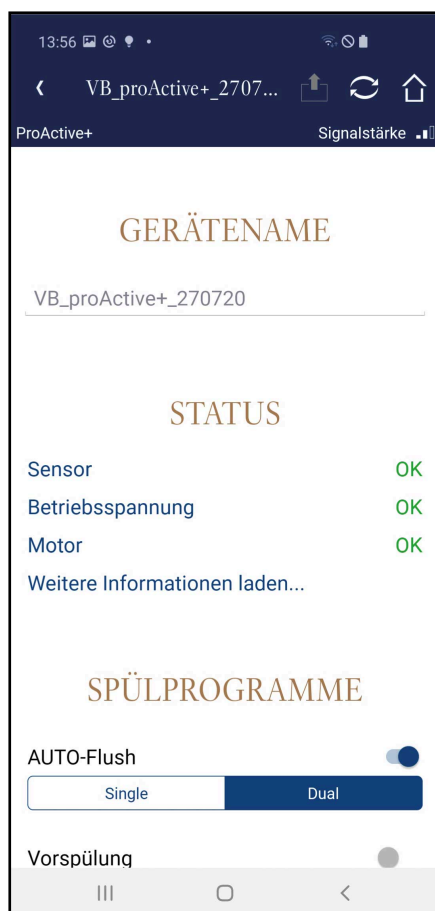 13:56
VB_proActive+_2707...
ProActive+ Signalstärke
GERÄTENAME
VB_proActive+_270720
STATUS
Sensor OK
Betriebsspannung OK
Motor OK
Weitere Informationen laden...
SPÜLPROGRAMME
AUTO-Flush
Single Dual
Vorspülung